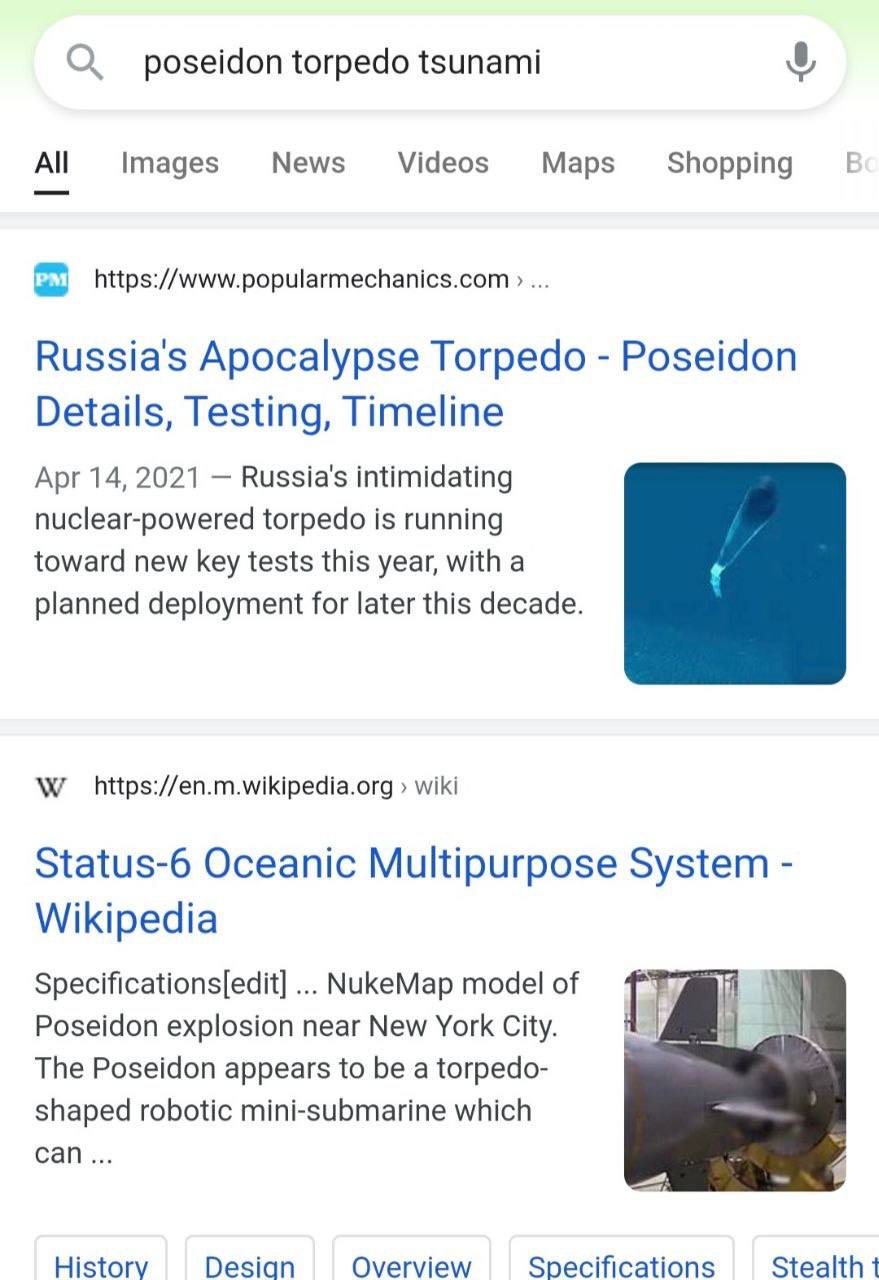 poseidon torpedo tsunami
All Images News Videos Maps Shopping
PM https://www.popularmechanics.com › ...
Russia's Apocalypse Torpedo - Poseidon
Details, Testing, Timeline
Apr 14, 2021 — Russia's intimidating
nuclear-powered torpedo is running
toward new key tests this year, with a
planned deployment for later this decade.
W https://en.m.wikipedia.org › wiki
Status-6 Oceanic Multipurpose System -
Wikipedia
Specifications[edit] ... NukeMap model of
Poseidon explosion near New York City.
The Poseidon appears to be a torpedo-
shaped robotic mini-submarine which
can ...
History Design Overview Specifications Stealth t